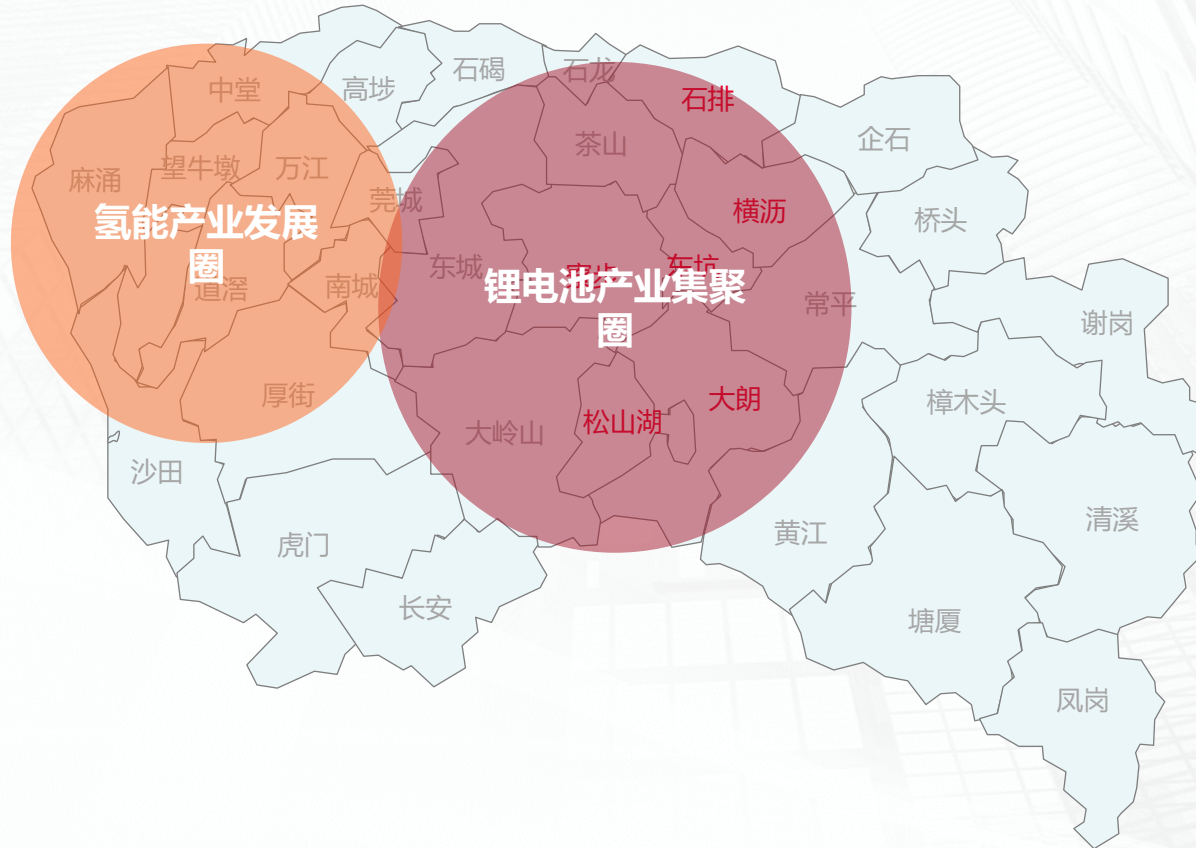 中堂
高埗
石碣
石龙
石排
企石
茶山
麻涌
望牛墩
万江
莞城
横沥
桥头
氢能产业发展
圈
道滘
南城
东城
寮步
东坑
锂电池产业集聚
圈
常平
谢岗
厚街
大岭山
松山湖
大朗
樟木头
沙田
虎门
黄江
清溪
长安
塘厦
凤岗